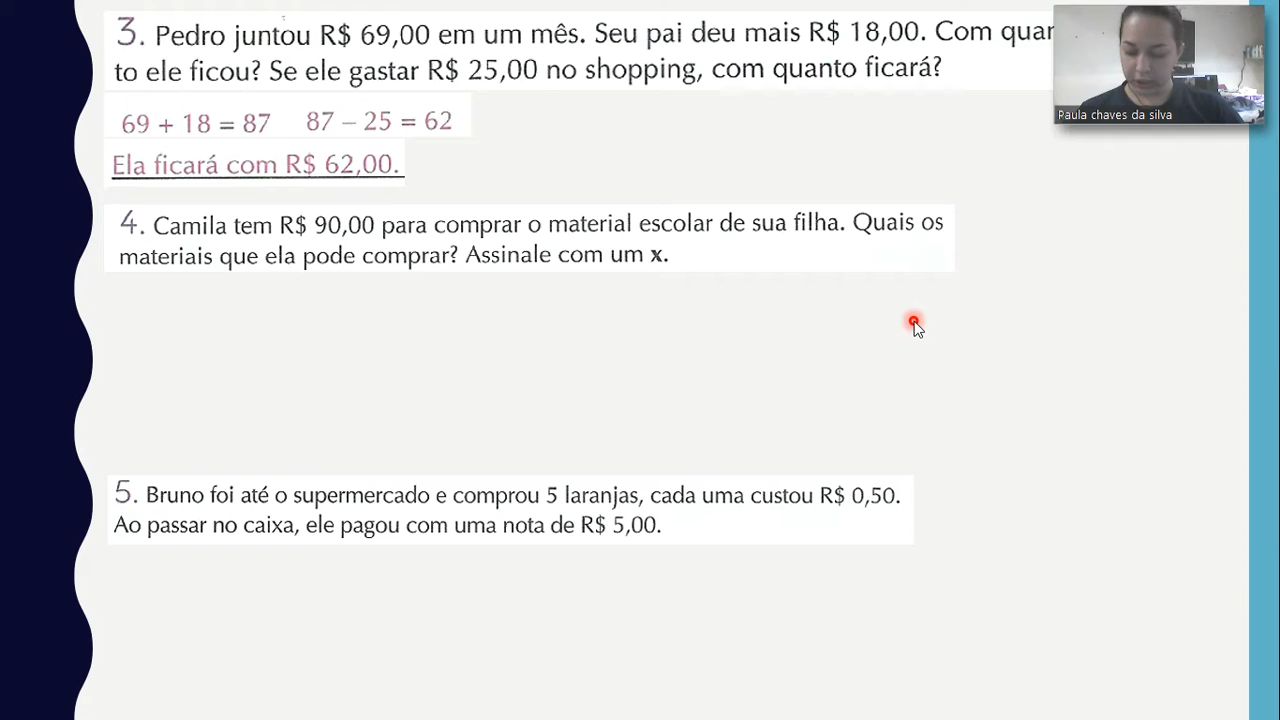 3. Pedro juntou R$ 69,00 em um mês. Seu pai deu mais R$ 18,00. Com quan
to ele ficou? Se ele gastar R$ 25,00 no shopping, com quanto ficará?
69 + 18 = 87 87 – 25 = 62
Ela ficará com R$ 62,00.
4. Camila tem R$ 90,00 para comprar o material escolar de sua filha. Quais os
materiais que ela pode comprar? Assinale com um x.
5. Bruno foi até o supermercado e comprou 5 laranjas, cada uma custou R$ 0,50.
Ao passar no caixa, ele pagou com uma nota de R$ 5,00.
Paula chaves da silva